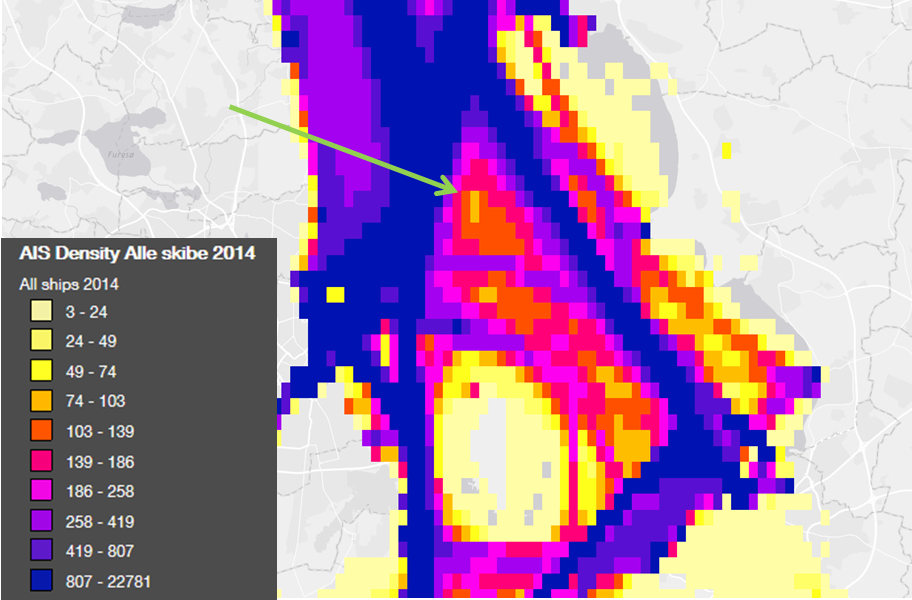 Furesø
AIS Density Alle skibe 2014
All ships 2014
3 - 24
24 - 49
49 - 74
74 - 103
103 - 139
139 - 186
186 - 258
258 - 419
419 - 807
807 - 22781